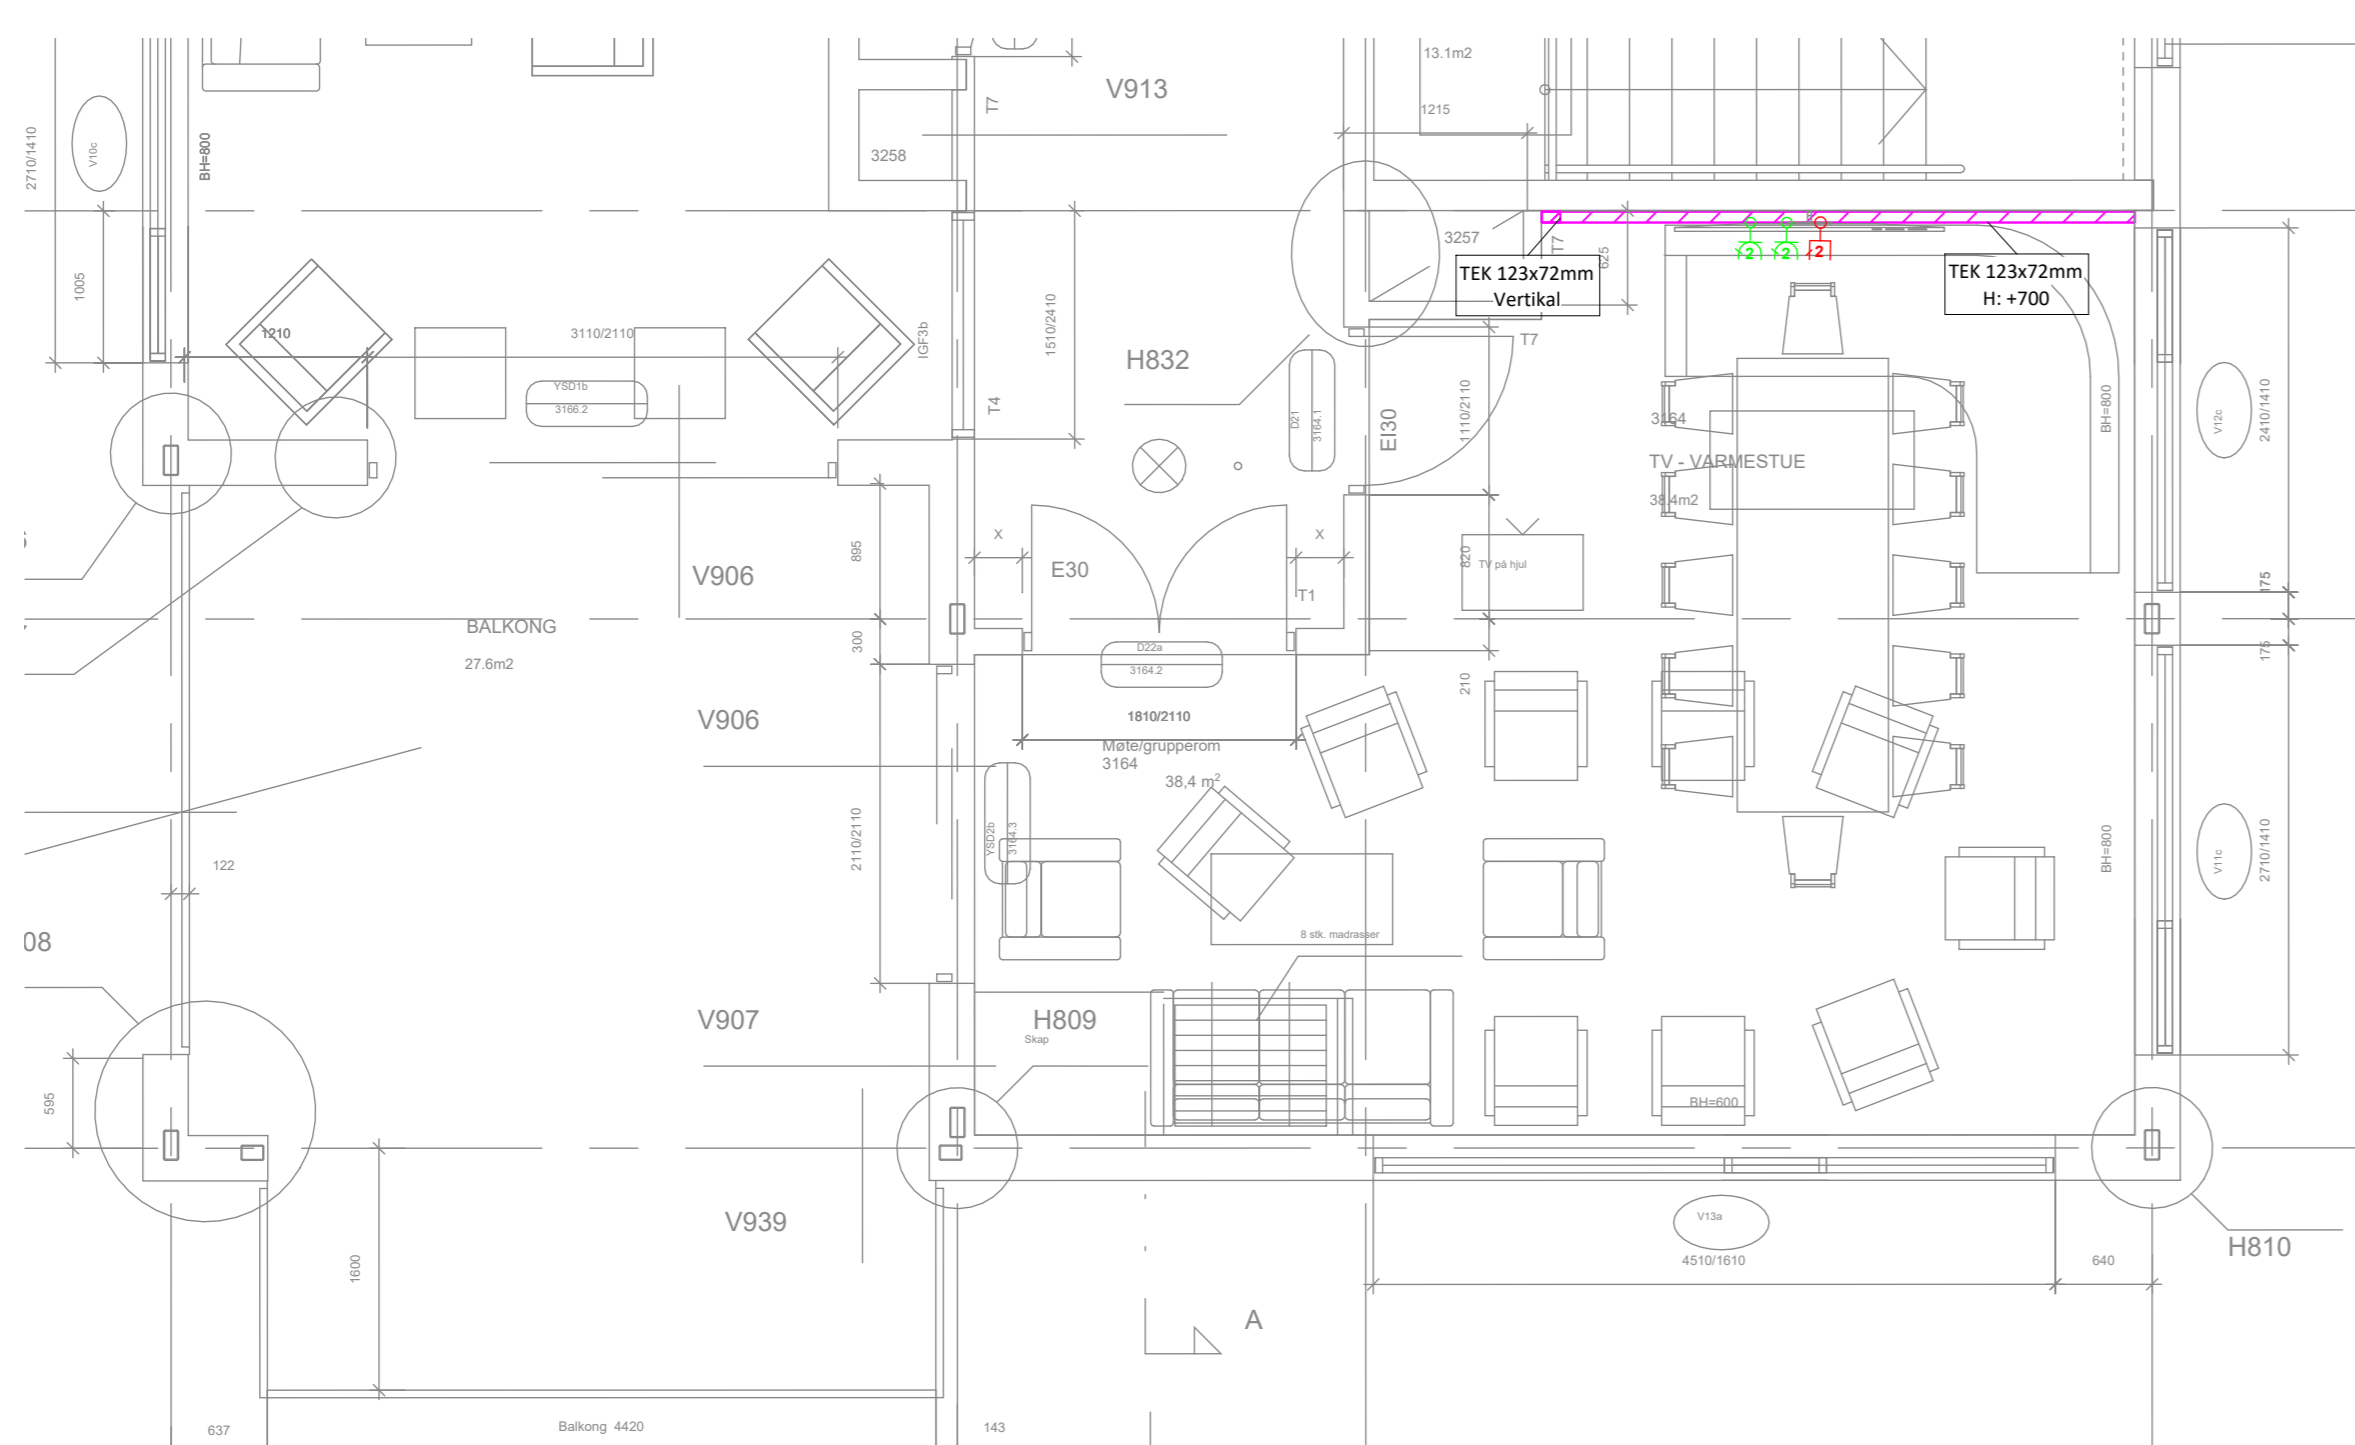 13.1m2
V913
1215
2710/1410
V10c
BH=800
T7
3258
3257
T7
625
2
2
2
TEK 123x72mm
Vertikal
TEK 123x72mm
H: +700
1005
1210
3110/2110
IGF3b
1510/2410
H832
T7
YSD1b
3166.2
T4
D21
3164.1
EI30
1110/2110
3164
TV - VARMESTUE
38.4m2
BH=800
V12c
2410/1410
895
X
X
E30
T1
820
TV på hjul
V906
175
BALKONG
27.6m2
300
D22a
3164.2
175
210
V906
1810/2110
Møte/grupperom
3164
38,4 m2
2110/2110
YSD2b
3164.3
BH=800
V11c
2710/1410
122
08
8 stk. madrasser
V907
H809
Skap
595
BH=600
V939
V13a
4510/1610
640
H810
1600
A
637
Balkong 4420
143